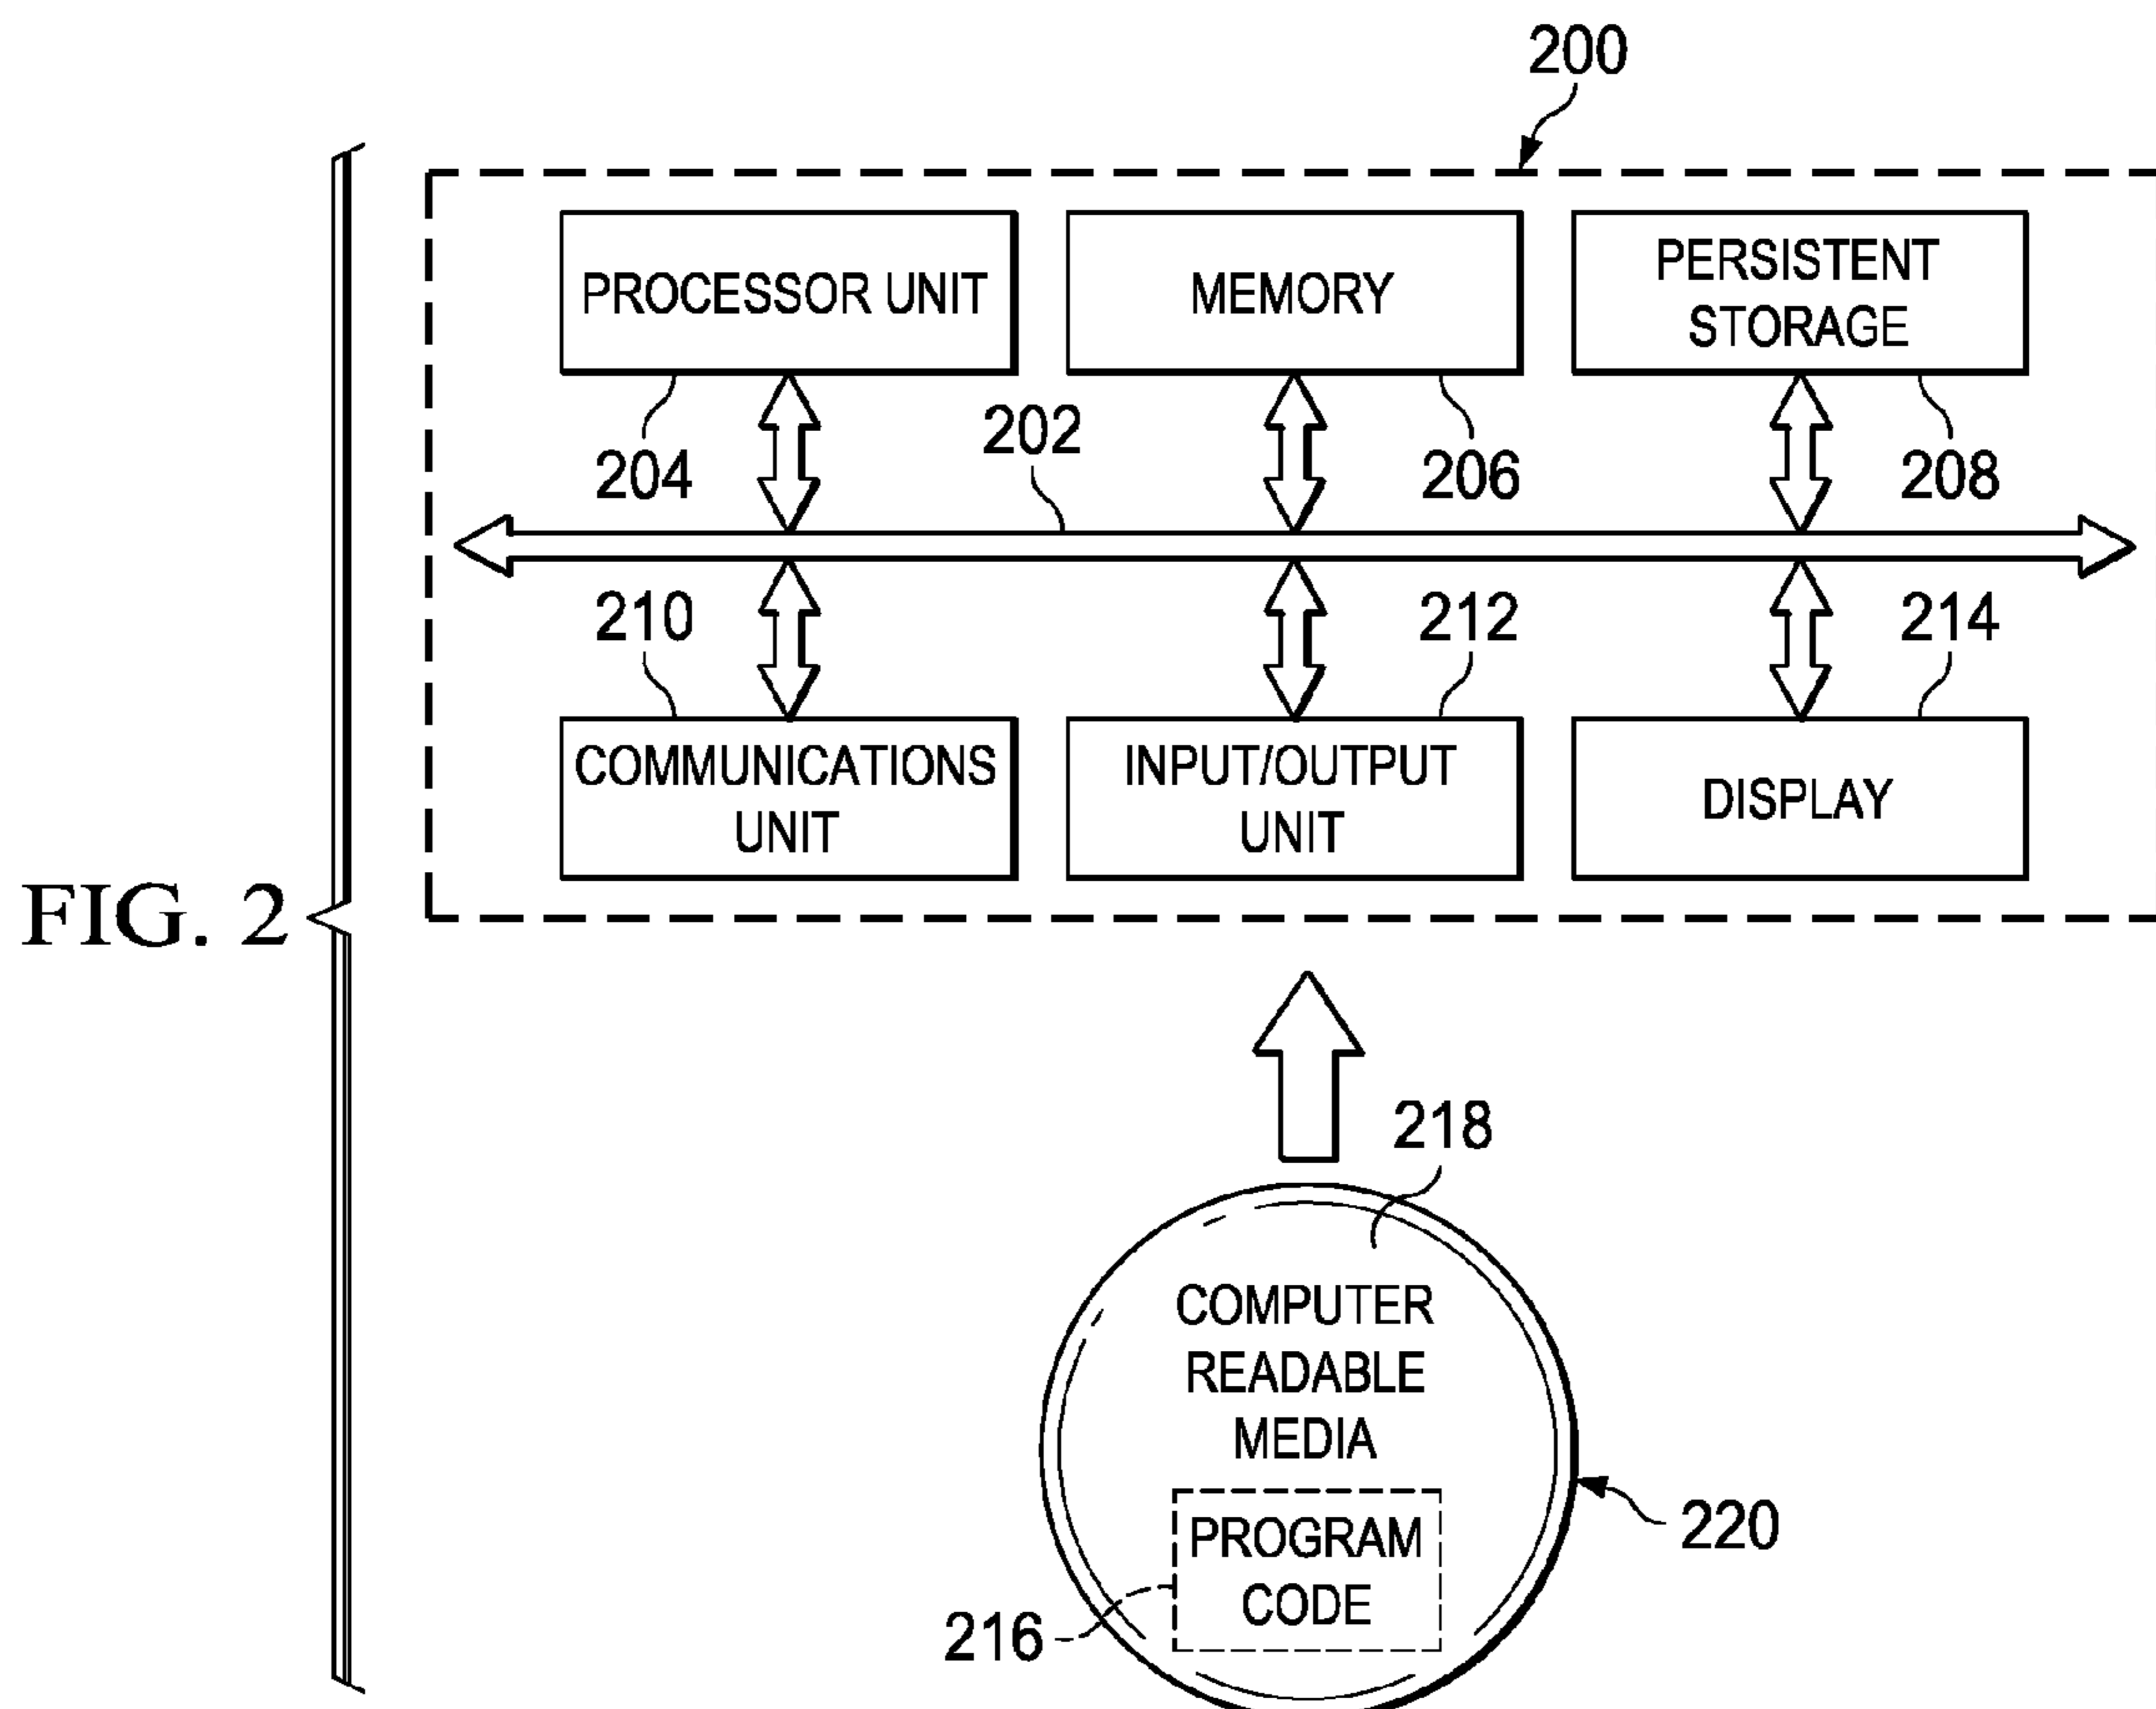 200
PROCESSOR UNIT
MEMORY
PERSISTENT
STORAGE
204
202
206
208
210
212
214
COMMUNICATIONS
UNIT
INPUT/OUTPUT
UNIT
DISPLAY
FIG. 2
218
COMPUTER
READABLE
MEDIA
PROGRAM
CODE
220
216